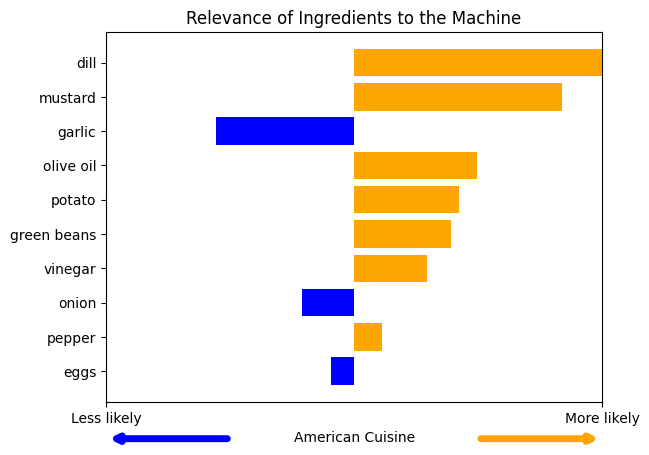 Relevance of Ingredients to the Machine
dill
mustard
garlic
olive oil
potato
green beans
vinegar
onion
pepper
eggs
Less likely
More likely
American Cuisine